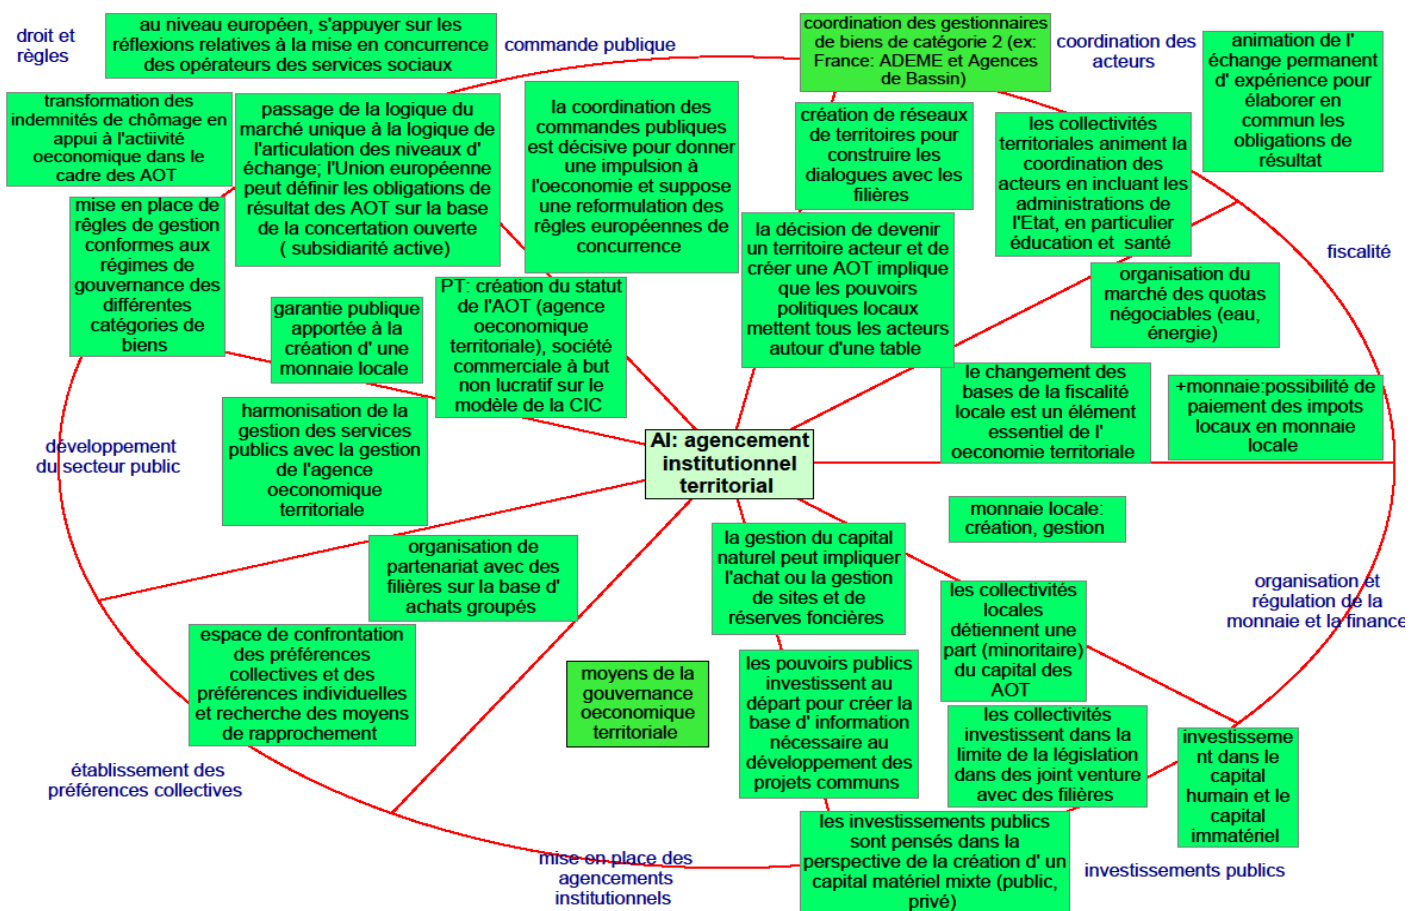 droit et
règles
au niveau européen, s'appuyer sur les
réflexions relatives à la mise en concurrence
des opérateurs des services sociaux
commande publique
coordination des gestionnaires
de biens de catégorie 2 (ex:
France: ADEME et Agences
de Bassin)
coordination des
acteurs
animation de l'
échange permanent
d' expérience pour
élaborer en
commun les
obligations de
résultat
transformation des
indemnités de chômage en
appui à l'actiivité
oeconomique dans le
cadre des AOT
passage de la logique du
marché unique à la logique de
l'articulation des niveaux d'
échange; l'Union européenne
peut définir les obligations de
résultat des AOT sur la base
de la concertation ouverte
( subsidiarité active)
la coordination des
commandes publiques
est décisive pour donner
une impulsion à
l'oeconomie et suppose
une reformulation des
rêgles européennes de
concurrence
création de réseaux
de territoires pour
construire les
dialogues avec les
filières
les collectivités
territoriales animent la
coordination des
acteurs en incluant les
administrations de
l'Etat, en particulier
éducation et santé
mise en place de
rêgles de gestion
conformes aux
régimes de
gouvernance des
différentes
catégories de
biens
la décision de devenir
un territoire acteur et de
créer une AOT implique
que les pouvoirs
politiques locaux
mettent tous les acteurs
autour d'une table
fiscalité
organisation du
marché des quotas
négociables (eau,
énergie)
garantie publique
apportée à la
création d' une
monnaie locale
PT: création du statut
de l'AOT (agence
oeconomique
territoriale), société
commerciale à but
non lucratif sur le
modèle de la CIC
le changement des
bases de la fiscalité
locale est un élément
essentiel de l'
oeconomie territoriale
+monnaie:possibilité de
paiement des impots
locaux en monnaie
locale
développement
du secteur public
harmonisation de la
gestion des services
publics avec la gestion
de l'agence
oeconomique
territoriale
AI: agencement
institutionnel
territorial
monnaie locale:
création, gestion
organisation de
partenariat avec des
filières sur la base d'
achats groupés
la gestion du capital
naturel peut impliquer
l'achat ou la gestion
de sites et de
réserves foncières
les collectivités
locales
détiennent une
part (minoritaire)
du capital des
AOT
organisation et
régulation de la
monnaie et la finance
espace de confrontation
des préférences
collectives et des
préférences individuelles
et recherche des moyens
de rapprochement
moyens de la
gouvernance
oeconomique
territoriale
les pouvoirs publics
investissent au
départ pour créer la
base d' information
nécessaire au
développement des
projets communs
les collectivités
investissent dans la
limite de la législation
dans des joint venture
avec des filières
investisseme
nt dans le
capital
humain et le
capital
immatériel
établissement des
préférences collectives
mise en place des
agencements
institutionnels
les investissements publics
sont pensés dans la
perspective de la création d' un
capital matériel mixte (public,
privé)
investissements publics